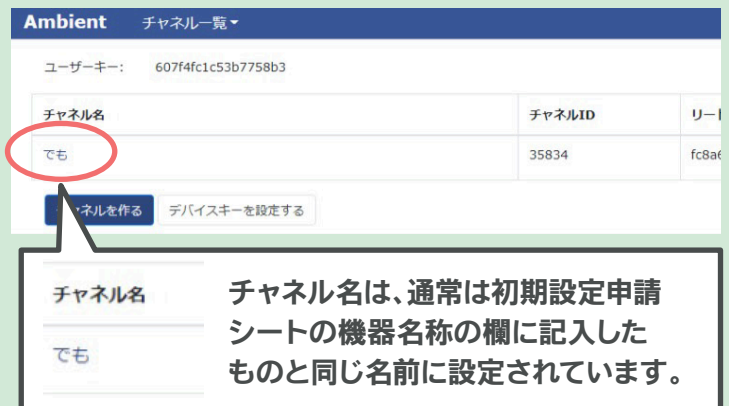 Ambient チャネル一覧
ユーザーキー: 607f4fc1c53b7758b3
チャネル名 チャネルID リード
でも 35834 fc8a6
チャネルを作る デバイスキーを設定する
チャネル名
でも
チャネル名は、通常は初期設定申請
シートの機器名称の欄に記入した
ものと同じ名前に設定されています。